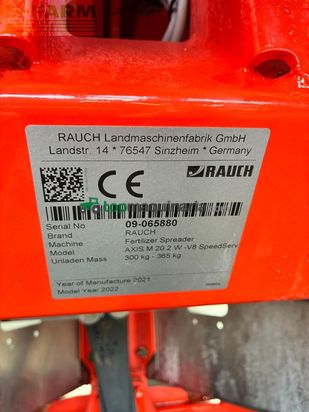 FARM
RAUCH Landmaschinenfabrik GmbH
Landstr. 14 * 76547 Sinzheim * Germany
CE
RAUCH
topmaquinaria
Serial No 09-065880
Brand RAUCH
Machine Fertilizer Spreader
Model AXIS M 20.2 W -V8 SpeedServ
Unladen Mass 300 kg - 365 kg
Year of Manufacture 2021
Model Year 2022